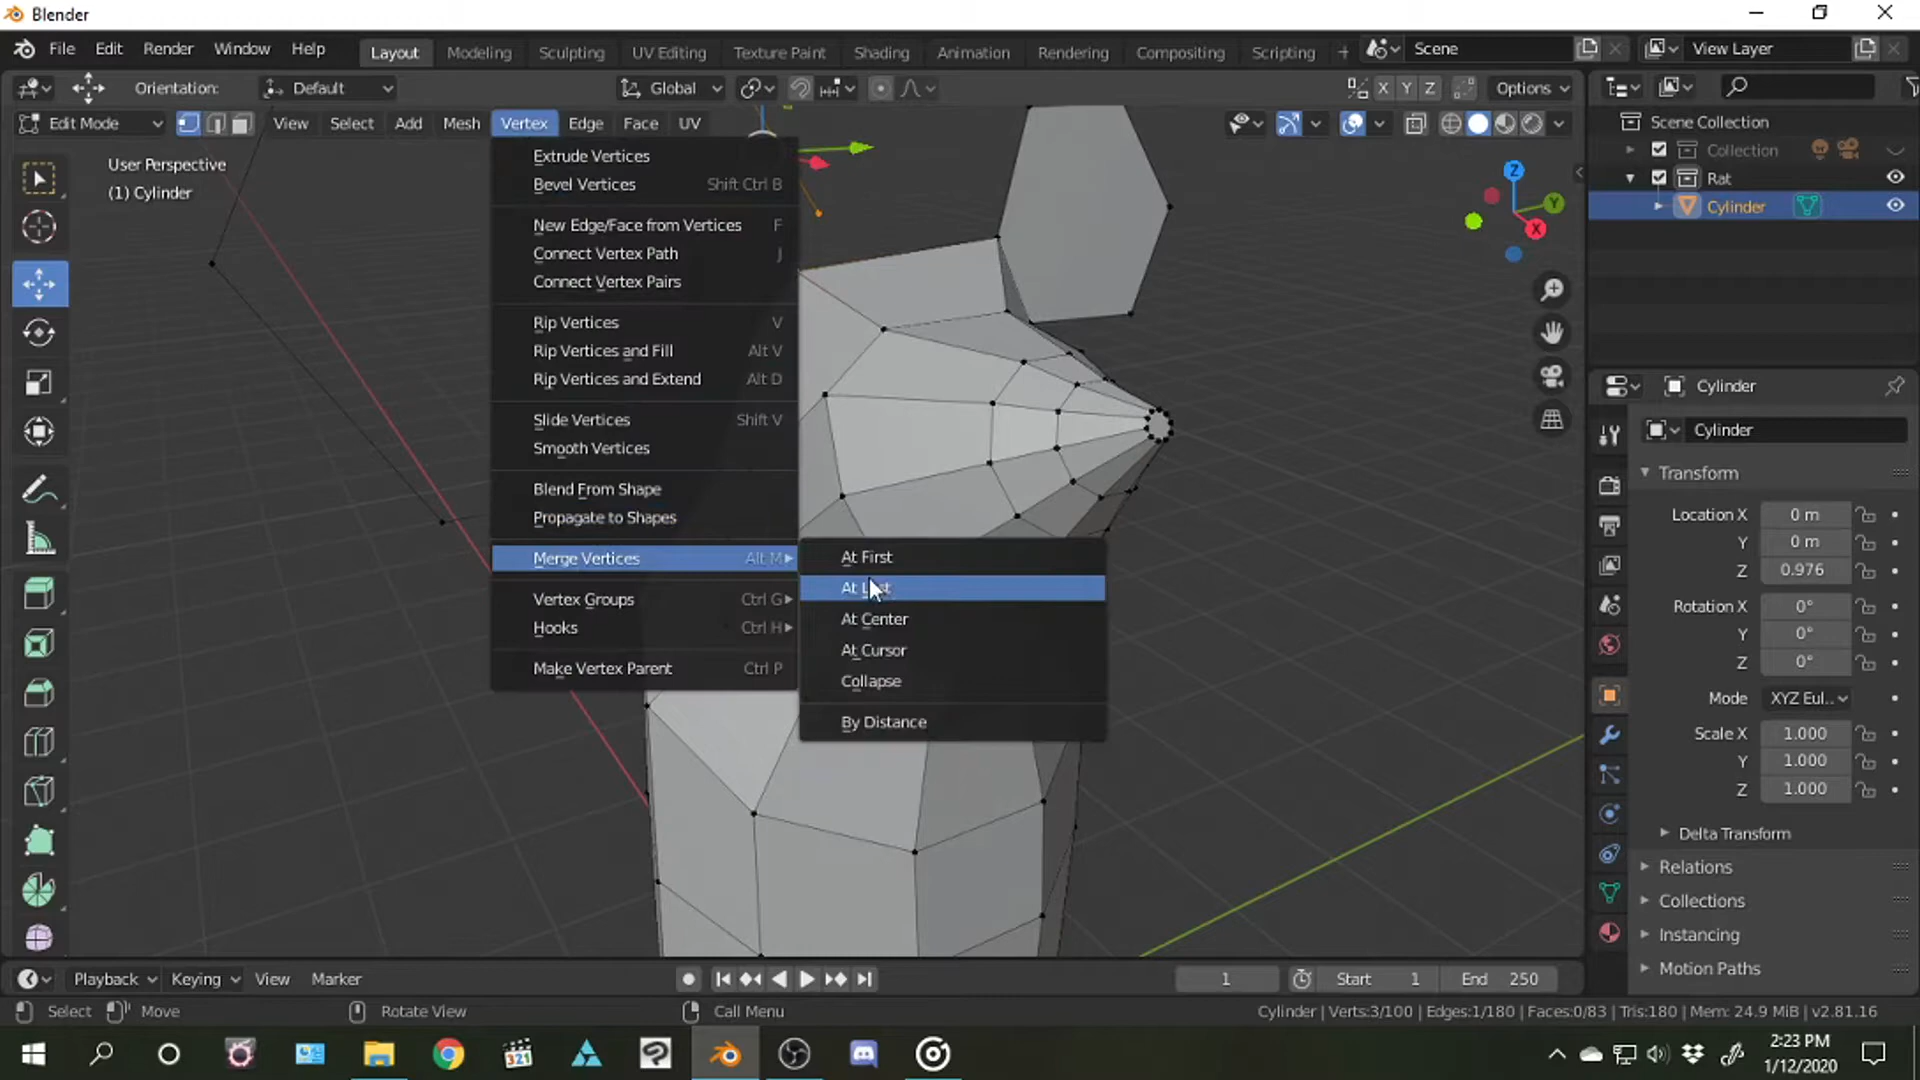 Blender
File Edit Render Window Help Layout Modeling Sculpting UV Editing Texture Paint Shading Animation Rendering Compositing Scripting + Scene View Layer
Orientation: Default Global X Y Z Options
Edit Mode View Select Add Mesh Vertex Edge Face UV
User Perspective
(1) Cylinder
Extrude Vertices
Bevel Vertices Shift Ctrl B
New Edge/Face from Vertices F
Connect Vertex Path J
Connect Vertex Pairs
Rip Vertices V
Rip Vertices and Fill Alt V
Rip Vertices and Extend Alt D
Slide Vertices Shift V
Smooth Vertices
Blend From Shape
Propagate to Shapes
Merge Vertices Alt M
Vertex Groups Ctrl G
Hooks Ctrl H
Make Vertex Parent Ctrl P
At First
At
At Center
At Cursor
Collapse
By Distance
Z
Y
X
Scene Collection
Collection
Rat
Cylinder
Cylinder
Cylinder
Transform
Location X 0 m
Y 0 m
Z 0.976
Rotation X 0°
Y 0°
Z 0°
Mode XYZ Eul..
Scale X 1.000
Y 1.000
Z 1.000
Delta Transform
Relations
Collections
Instancing
Motion Paths
Playback Keying View Marker 1 Start 1 End 250
Select Move Rotate View Call Menu Cylinder | Verts:3/100 | Edges:1/180 | Faces:0/83 | Tris:180 | Mem: 24.9 MiB | v2.81.16
321
2:23 PM
1/12/2020